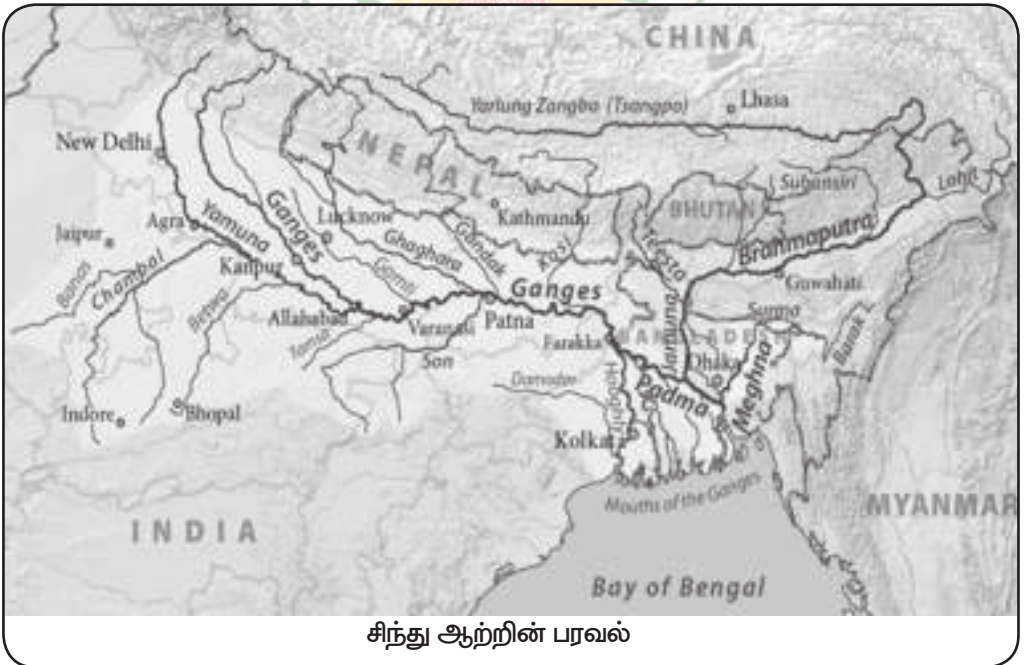 CHINA
Yarlung Zangbo (Tsangpo)
Lhasa
New Delhi
NEPAL
Subansiri
Lohit
BHUTAN
Agra
Yamuna
Ganges
Lucknow
Kathmandu
Jaipur
Ghaghara
Gandak
Kosi
Teesta
Brahmaputra
Banas
Chambal
Kanpur
Gomti
Guwahati
Betwa
Ganges
Jamuna
Surma
Allahabad
Varanasi
Patna
Farakka
BANGLADESH
Barak
Tamsa
Son
Dhaka
Damodar
Hooghly
Padma
Meghna
Indore
Bhopal
Kolkata
Mouths of the Ganges
MYANMAR
INDIA
Bay of Bengal
சிந்து ஆற்றின் பரவல்